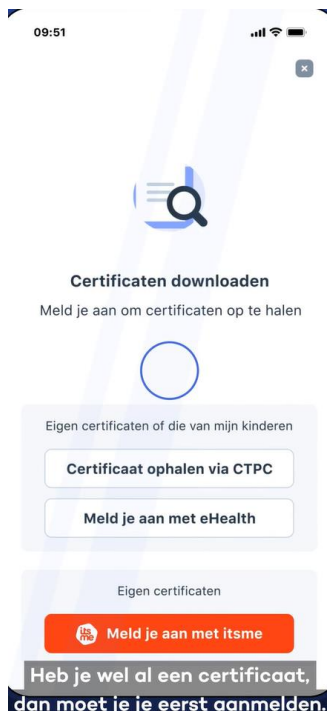 09:51
Certificaten downloaden
Meld je aan om certificaten op te halen
Eigen certificaten of die van mijn kinderen
Certificaat ophalen via CTPC
Meld je aan met eHealth
Eigen certificaten
itsme Meld je aan met itsme
Heb je wel al een certificaat,
dan moet je je eerst aanmelden.